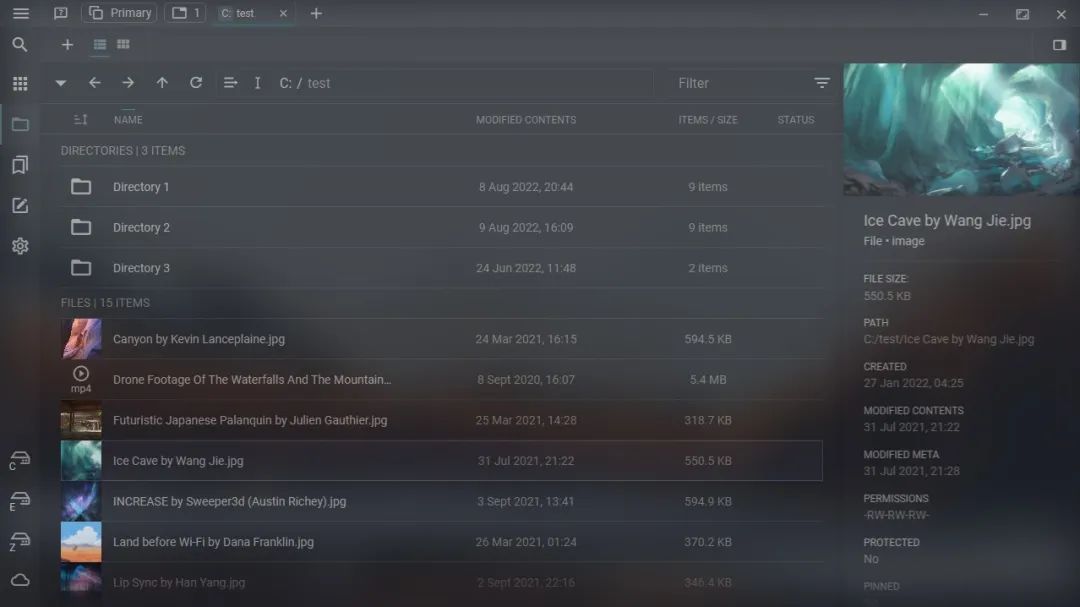 Primary
1
C: test
C: / test
Filter
NAME MODIFIED CONTENTS ITEMS / SIZE STATUS
DIRECTORIES | 3 ITEMS
Directory 1 8 Aug 2022, 20:44 9 items
Directory 2 9 Aug 2022, 16:09 9 items
Directory 3 24 Jun 2022, 11:48 2 items
FILES | 15 ITEMS
Canyon by Kevin Lanceplaine.jpg 24 Mar 2021, 16:15 594.5 KB
mp4 Drone Footage Of The Waterfalls And The Mountain... 8 Sept 2020, 16:07 5.4 MB
Futuristic Japanese Palanquin by Julien Gauthier.jpg 25 Mar 2021, 14:28 318.7 KB
Ice Cave by Wang Jie.jpg 31 Jul 2021, 21:22 550.5 KB
INCREASE by Sweeper3d (Austin Richey).jpg 3 Sept 2021, 13:41 594.9 KB
Land before Wi-Fi by Dana Franklin.jpg 26 Mar 2021, 01:24 370.2 KB
Lip Sync by Han Yang.jpg 2 Sept 2021, 22:16 346.4 KB
C
E
Z
Ice Cave by Wang Jie.jpg
File • image
FILE SIZE:
550.5 KB
PATH
C:/test/Ice Cave by Wang Jie.jpg
CREATED
27 Jan 2022, 04:25
MODIFIED CONTENTS
31 Jul 2021, 21:22
MODIFIED META
31 Jul 2021, 21:28
PERMISSIONS
-RW-RW-RW-
PROTECTED
No
PINNED